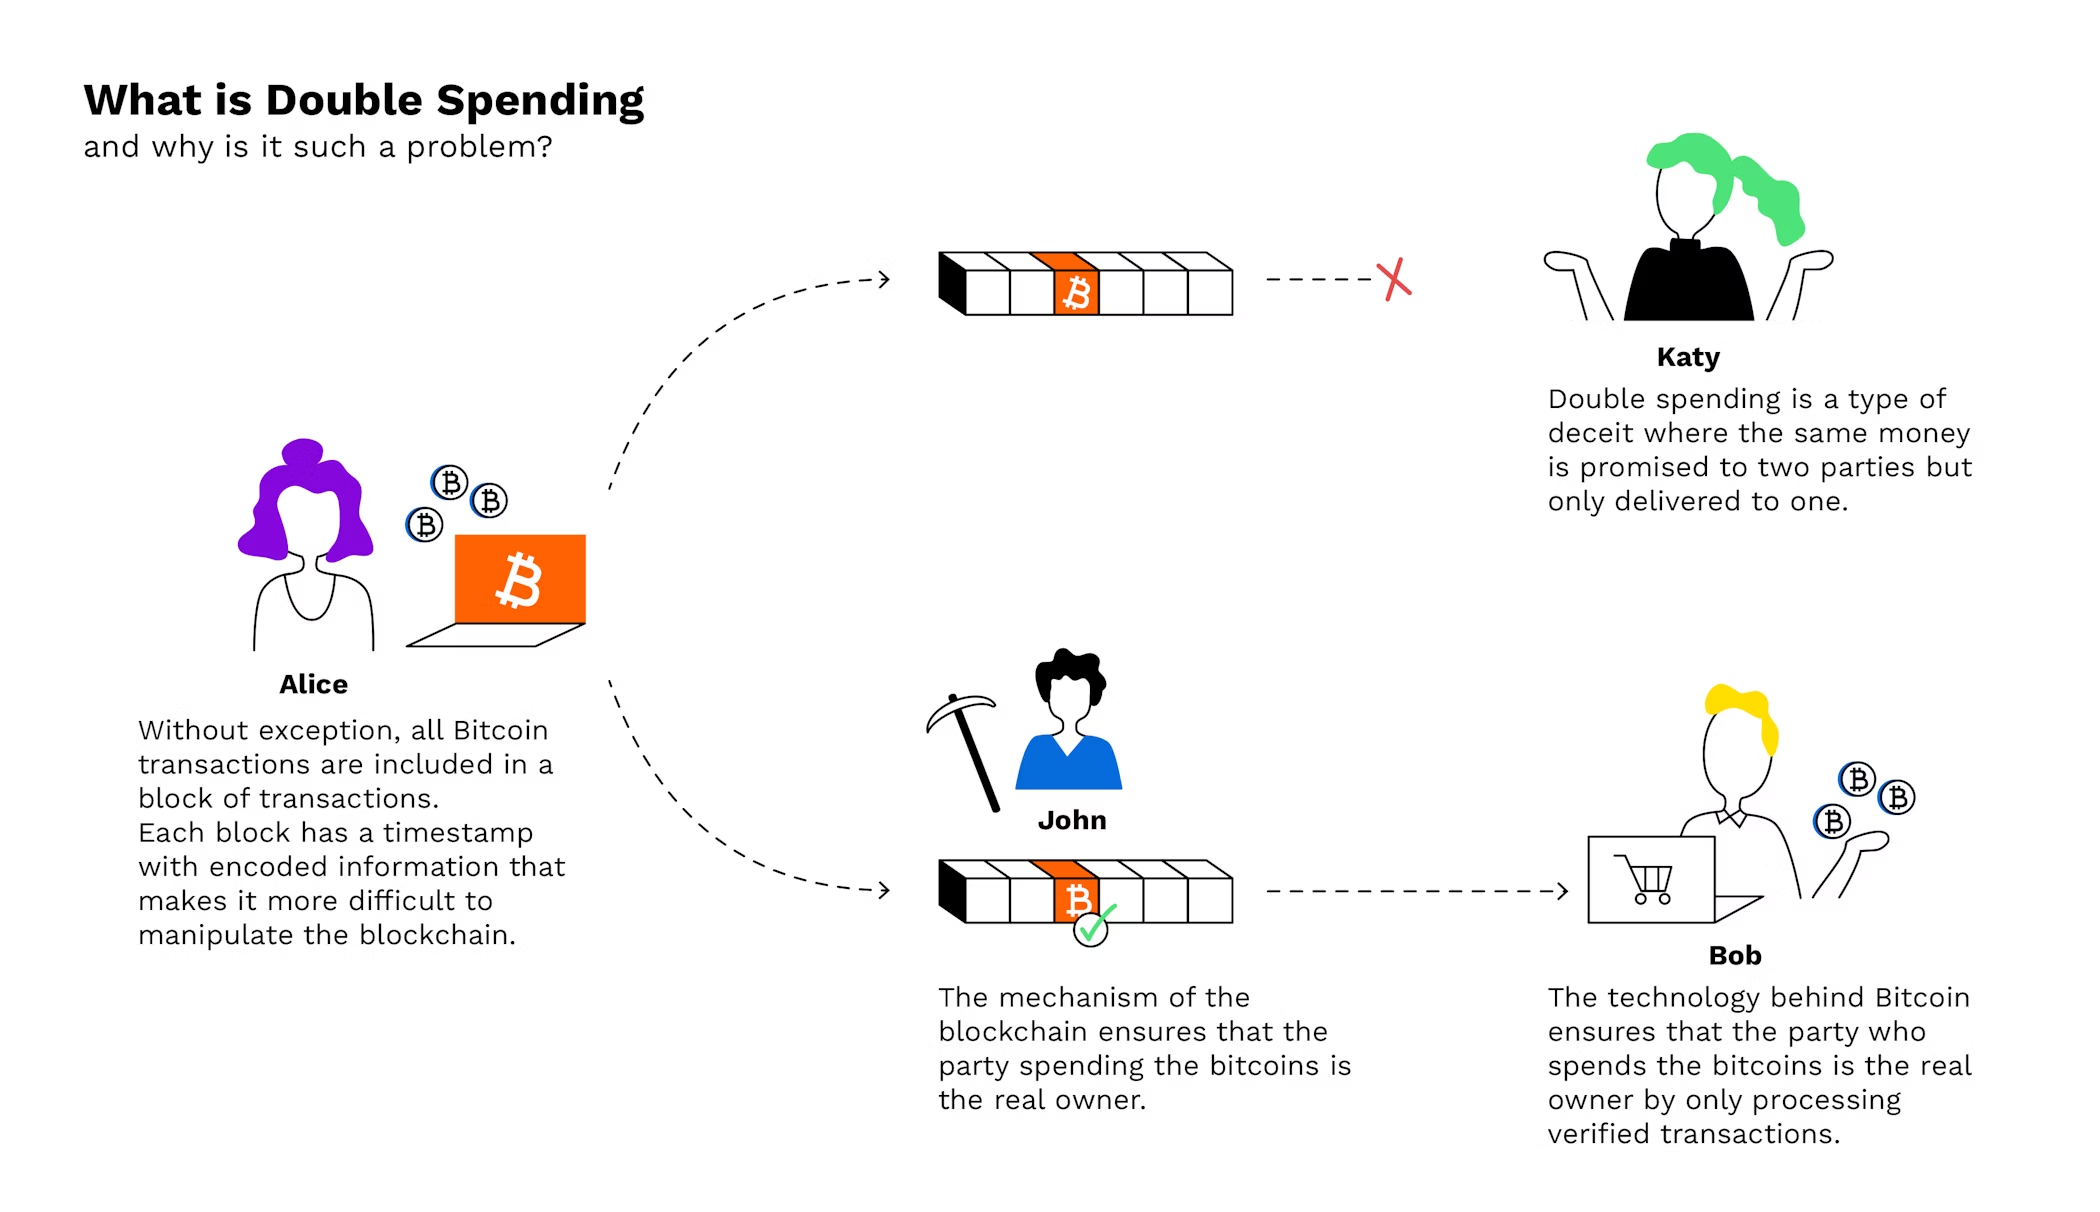 What is Double Spending
and why is it such a problem?
Katy
Double spending is a type of
deceit where the same money
is promised to two parties but
only delivered to one.
Alice
Without exception, all Bitcoin
transactions are included in a
block of transactions.
Each block has a timestamp
with encoded information that
makes it more difficult to
manipulate the blockchain.
John
The mechanism of the
blockchain ensures that the
party spending the bitcoins is
the real owner.
Bob
The technology behind Bitcoin
ensures that the party who
spends the bitcoins is the real
owner by only processing
verified transactions.